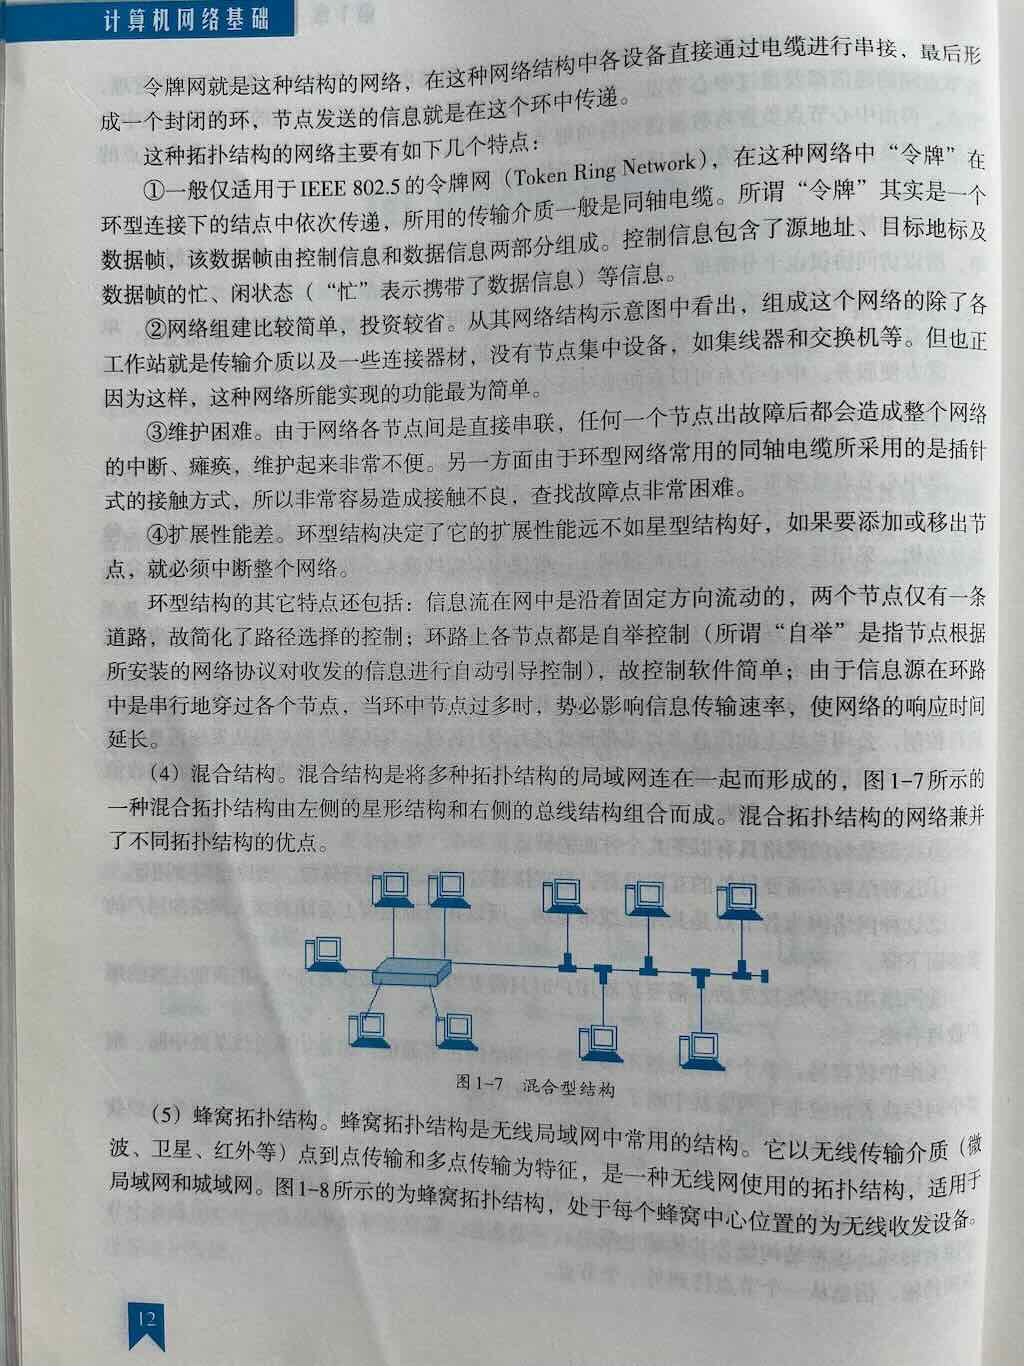 计算机网络基础
令牌网就是这种结构的网络，在这种网络结构中各设备直接通过电缆进行串接，最后形
成一个封闭的环，节点发送的信息就是在这个环中传递。
这种拓扑结构的网络主要有如下几个特点：
①一般仅适用于IEEE 802.5的令牌网（Token Ring Network），在这种网络中“令牌”在
环型连接下的结点中依次传递，所用的传输介质一般是同轴电缆。所谓“令牌”其实是一个
数据帧，该数据帧由控制信息和数据信息两部分组成。控制信息包含了源地址、目标地标及
数据帧的忙、闲状态（“忙”表示携带了数据信息）等信息。
②网络组建比较简单，投资较省。从其网络结构示意图中看出，组成这个网络的除了各
工作站就是传输介质以及一些连接器材，没有节点集中设备，如集线器和交换机等。但也正
因为这样，这种网络所能实现的功能最为简单。
③维护困难。由于网络各节点间是直接串联，任何一个节点出故障后都会造成整个网络
的中断、瘫痪，维护起来非常不便。另一方面由于环型网络常用的同轴电缆所采用的是插针
式的接触方式，所以非常容易造成接触不良，查找故障点非常困难。
④扩展性能差。环型结构决定了它的扩展性能远不如星型结构好，如果要添加或移出节
点，就必须中断整个网络。
环型结构的其它特点还包括：信息流在网中是沿着固定方向流动的，两个节点仅有一条
道路，故简化了路径选择的控制；环路上各节点都是自举控制（所谓“自举”是指节点根据
所安装的网络协议对收发的信息进行自动引导控制），故控制软件简单；由于信息源在环路
中是串行地穿过各个节点，当环中节点过多时，势必影响信息传输速率，使网络的响应时间
延长。
（4）混合结构。混合结构是将多种拓扑结构的局域网连在一起而形成的，图1-7所示的
一种混合拓扑结构由左侧的星形结构和右侧的总线结构组合而成。混合拓扑结构的网络兼并
了不同拓扑结构的优点。
图1-7 混合型结构
（5）蜂窝拓扑结构。蜂窝拓扑结构是无线局域网中常用的结构。它以无线传输介质（微
波、卫星、红外等）点到点传输和多点传输为特征，是一种无线网使用的拓扑结构，适用于
局域网和城域网。图1-8所示的为蜂窝拓扑结构，处于每个蜂窝中心位置的为无线收发设备。
12